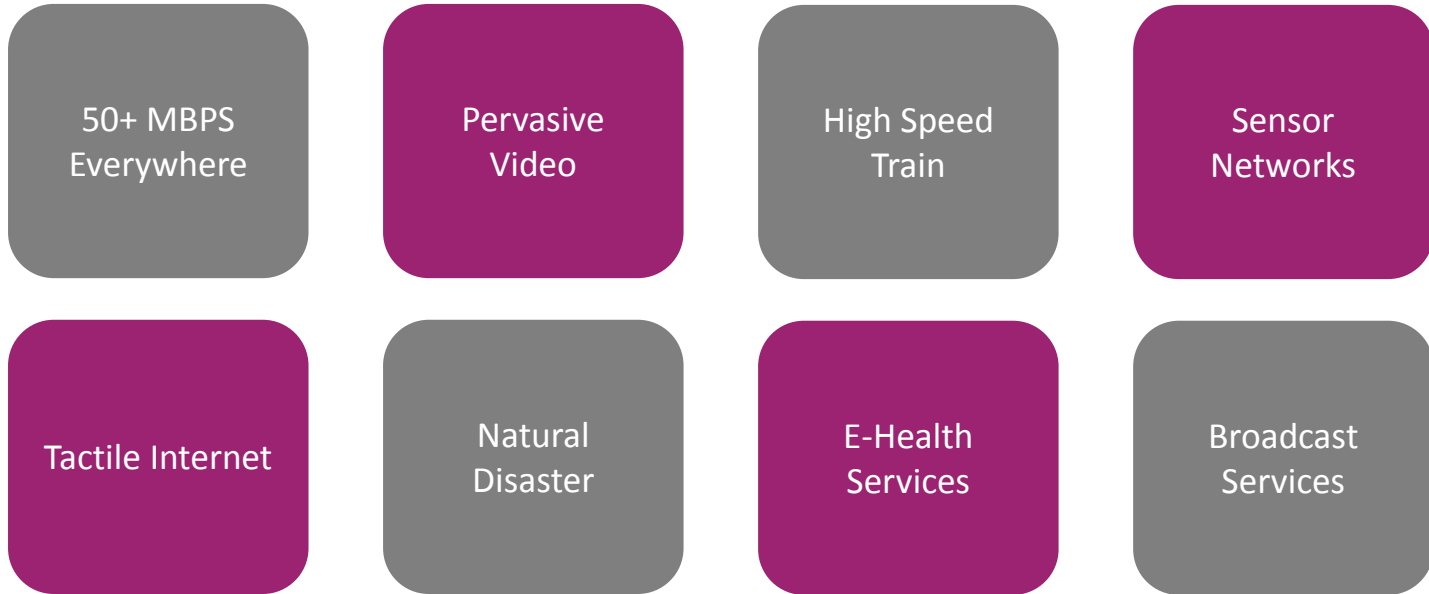 50+ MBPS
Everywhere
Pervasive
Video
High Speed
Train
Sensor
Networks
Tactile Internet
Natural
Disaster
E-Health
Services
Broadcast
Services